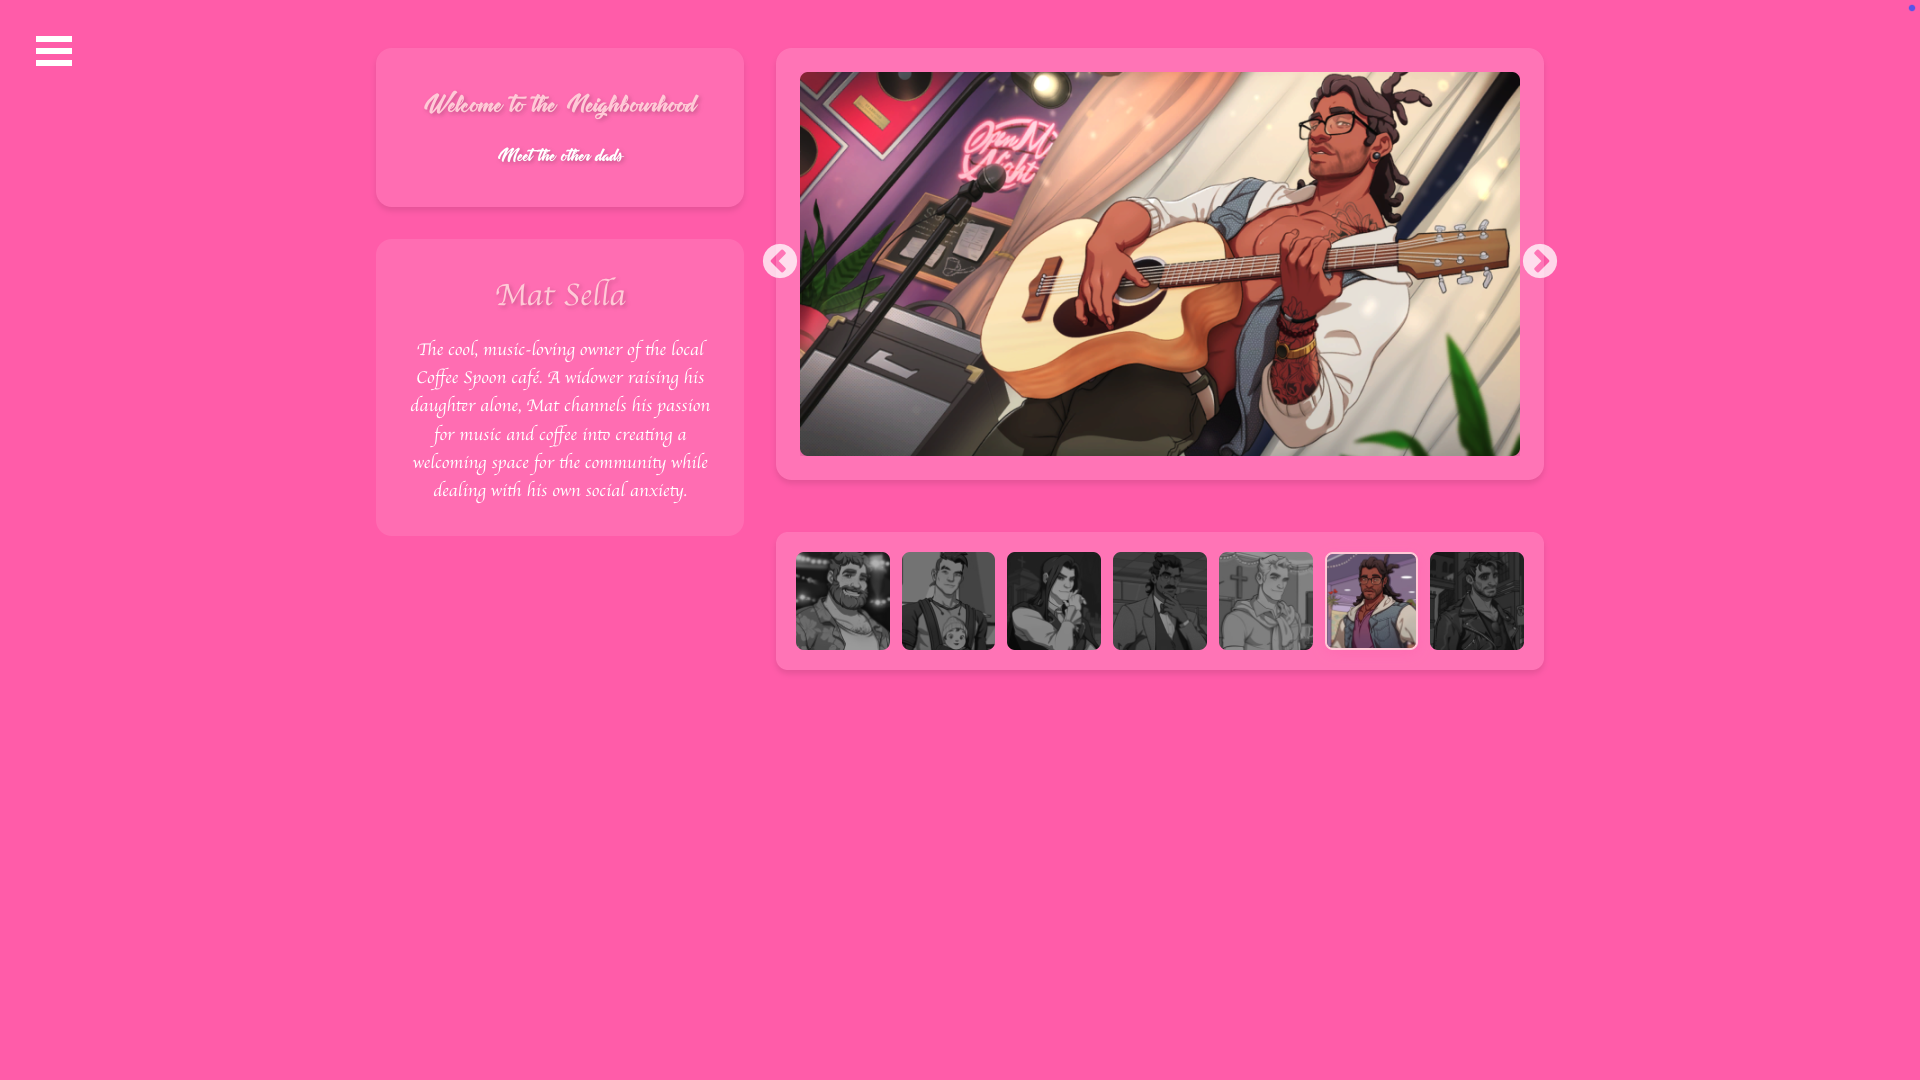 Welcome to the Neighbourhood
Meet the other dads
Mat Sella
The cool, music-loving owner of the local
Coffee Spoon café. A widower raising his
daughter alone, Mat channels his passion
for music and coffee into creating a
welcoming space for the community while
dealing with his own social anxiety.
Open Mi
Night